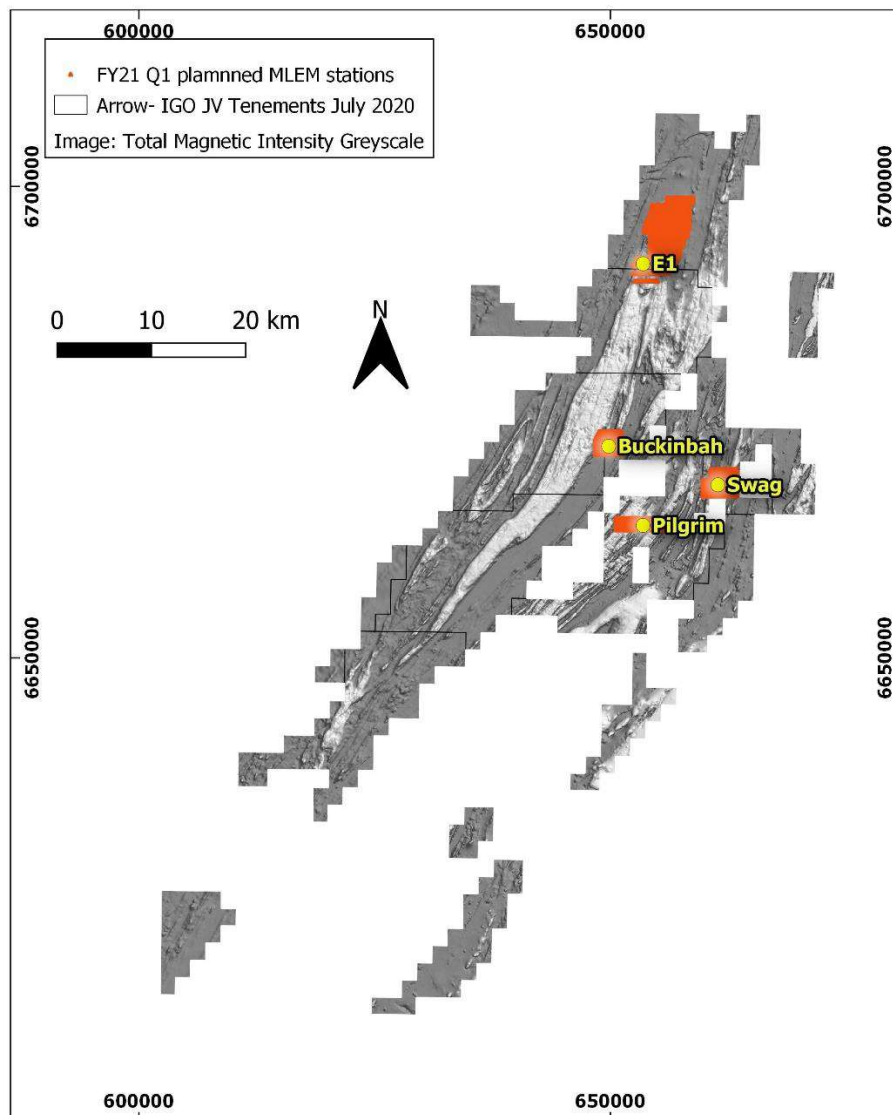 600000
650000
FY21 Q1 plamnned MLEM stations
Arrow- IGO JV Tenements July 2020
Image: Total Magnetic Intensity Greyscale
6700000
6700000
E1
N
0 10 20 km
Buckinbah
Swag
Pilgrim
6650000
6650000
600000
650000